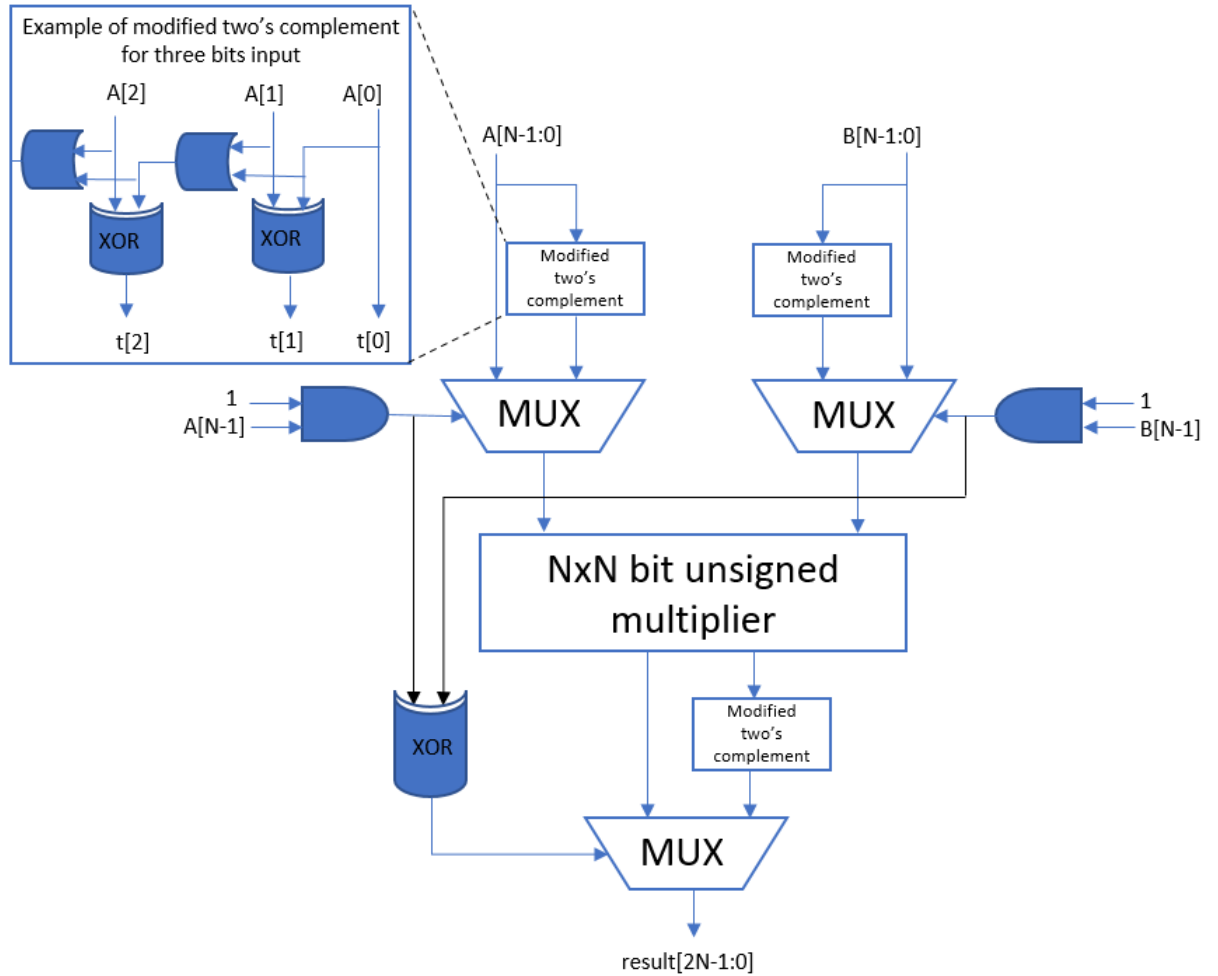 Example of modified two's complement
for three bits input
A[2]
A[1]
A[0]
XOR
XOR
t[2]
t[1]
t[0]
A[N-1:0]
B[N-1:0]
Modified
two's
complement
Modified
two's
complement
1
A[N-1]
MUX
MUX
1
B[N-1]
NxN bit unsigned
multiplier
XOR
Modified
two's
complement
MUX
result[2N-1:0]